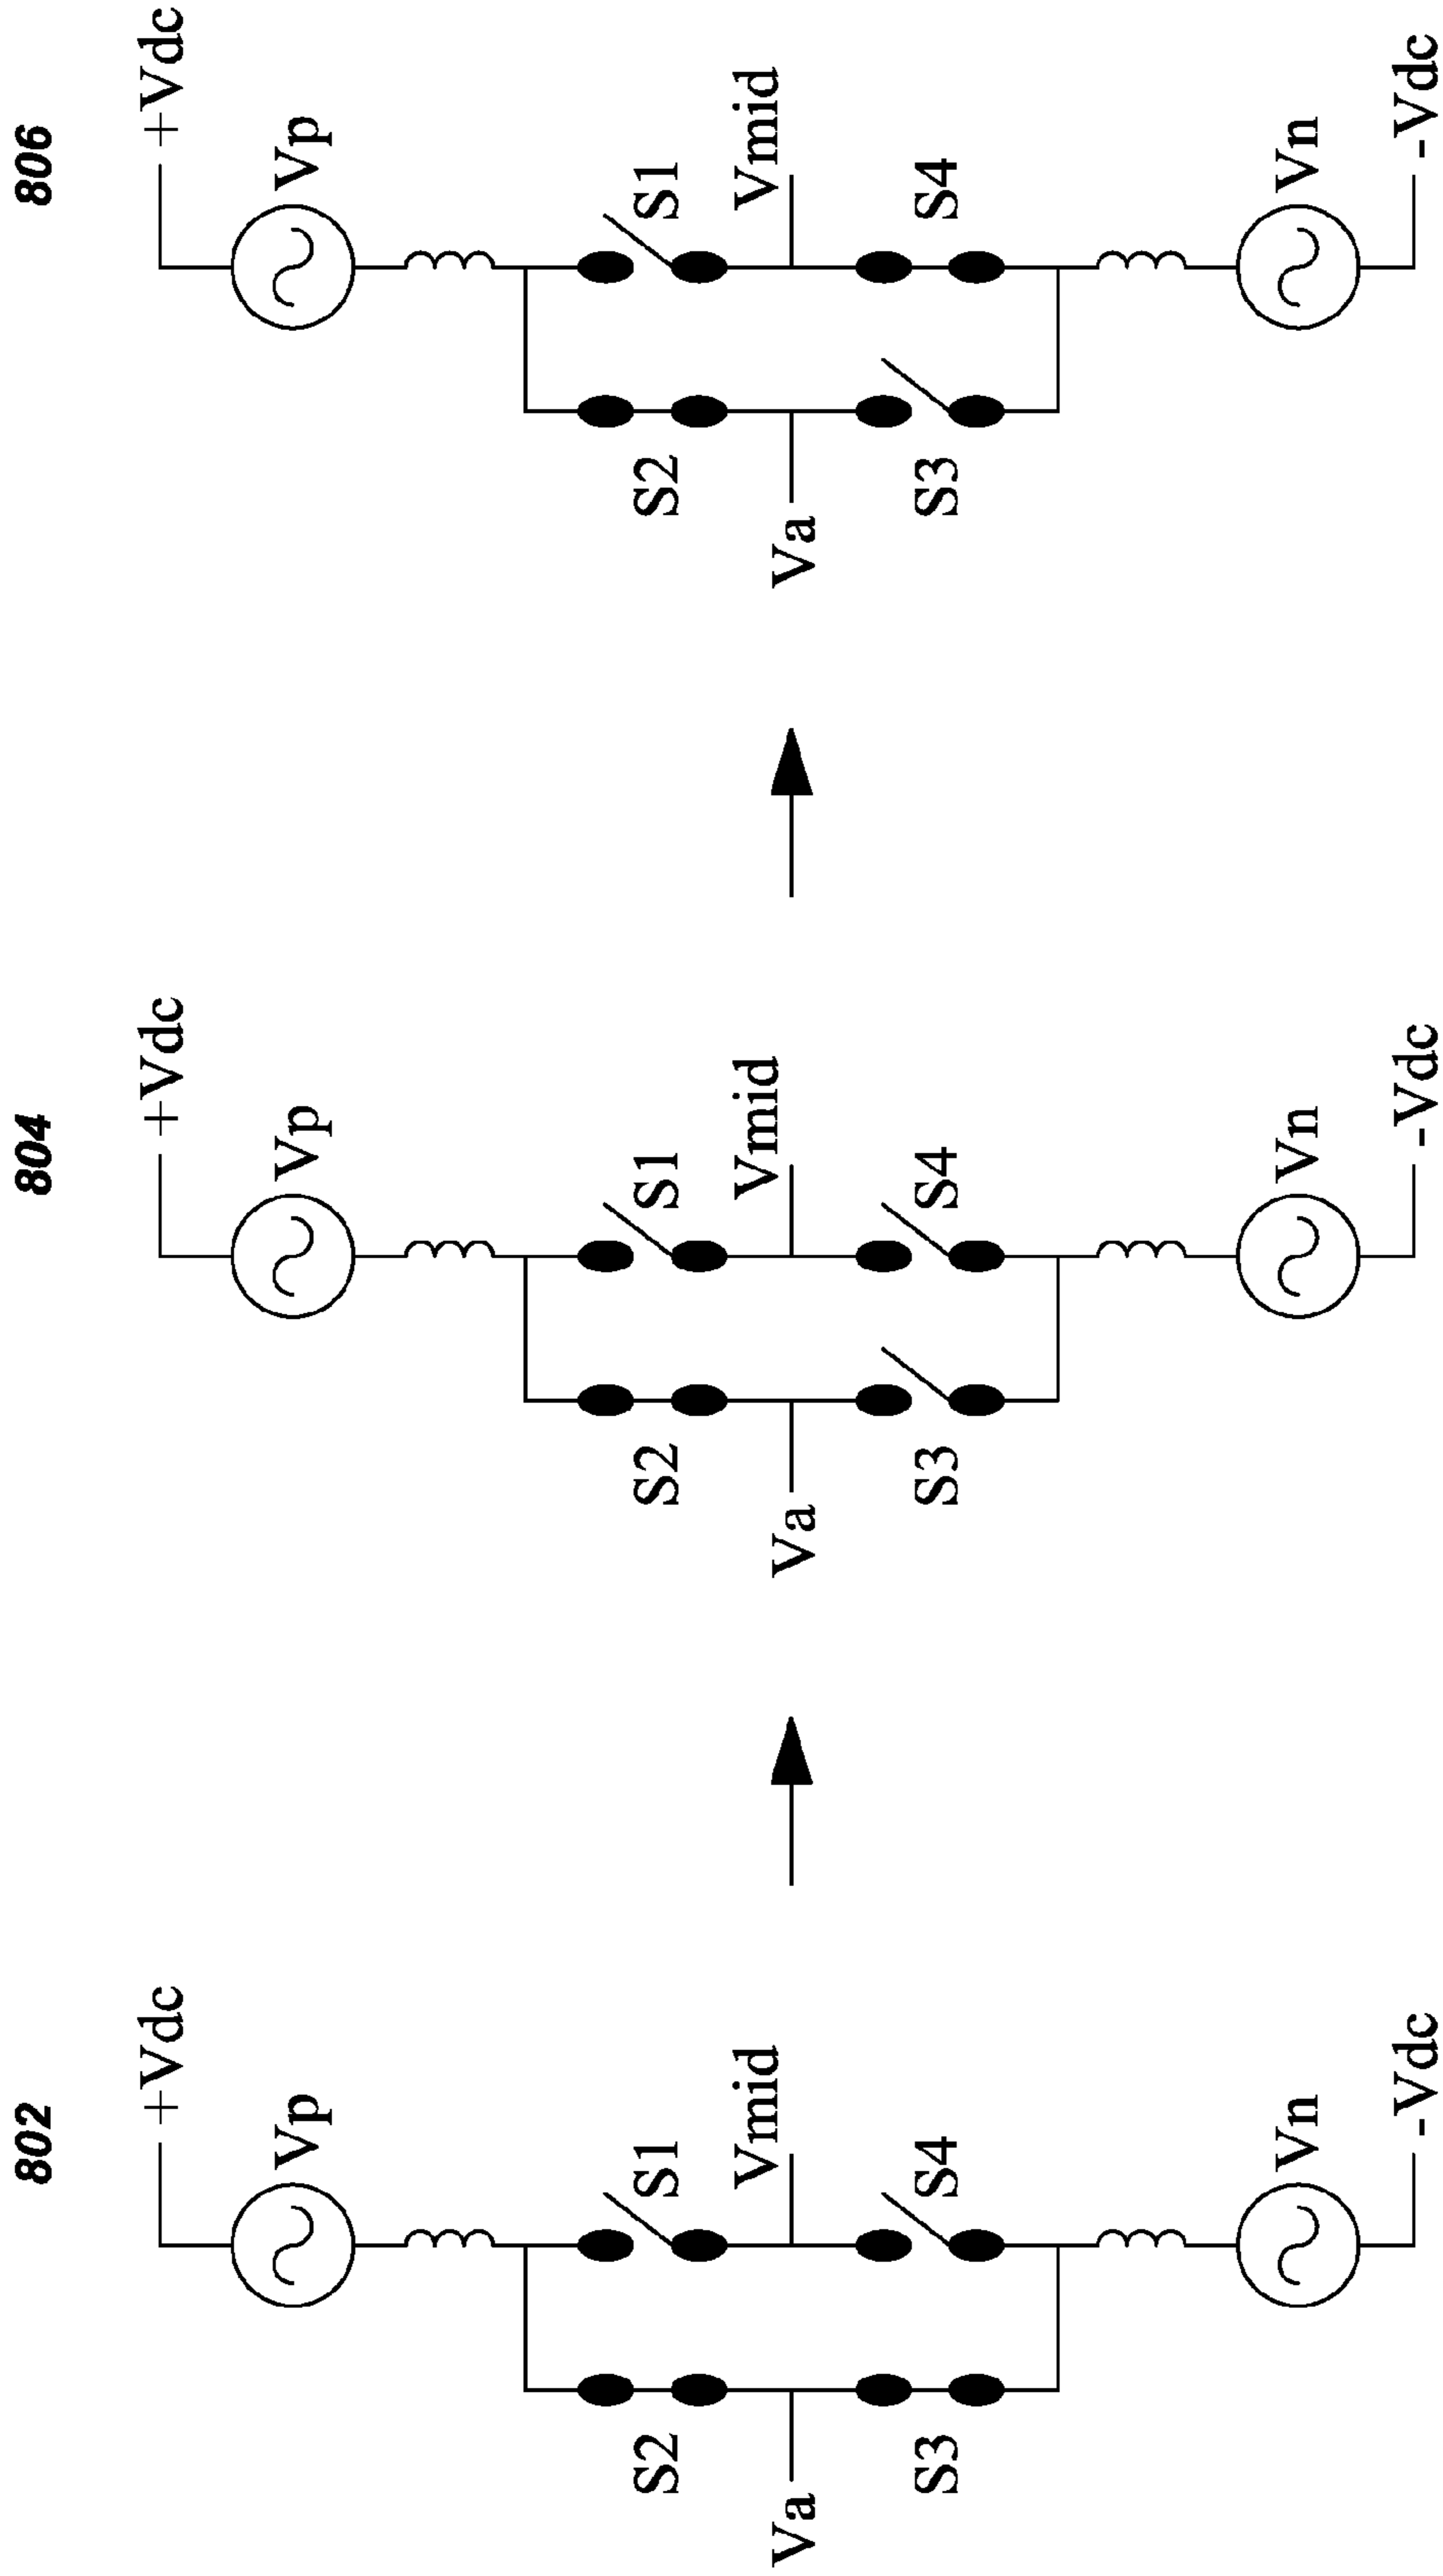 802
+Vdc
Vp
S2
S1
Va
Vmid
S3
S4
Vn
-Vdc
804
+Vdc
Vp
S2
S1
Va
Vmid
S3
S4
Vn
-Vdc
806
+Vdc
Vp
S2
S1
Va
Vmid
S3
S4
Vn
-Vdc